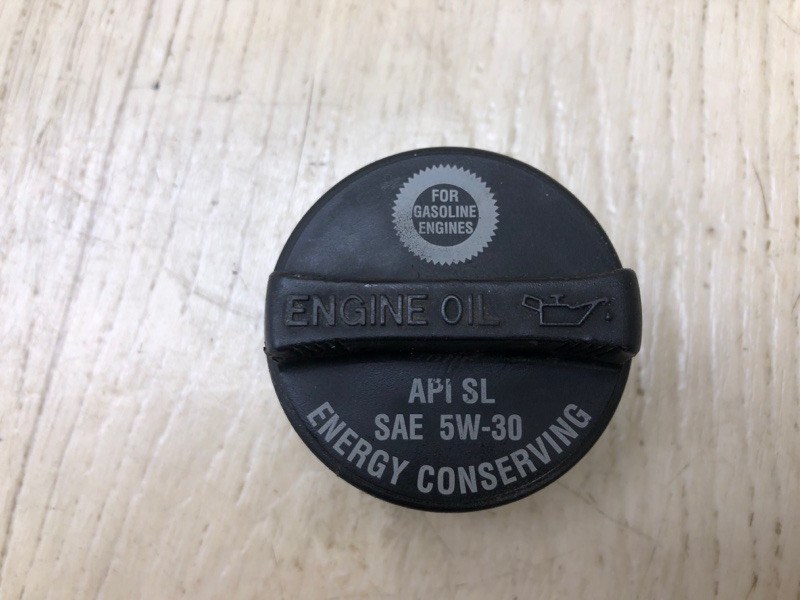 FOR
GASOLINE
ENGINES
ENGINE OIL
API SL
SAE 5W-30
ENERGY CONSERVING